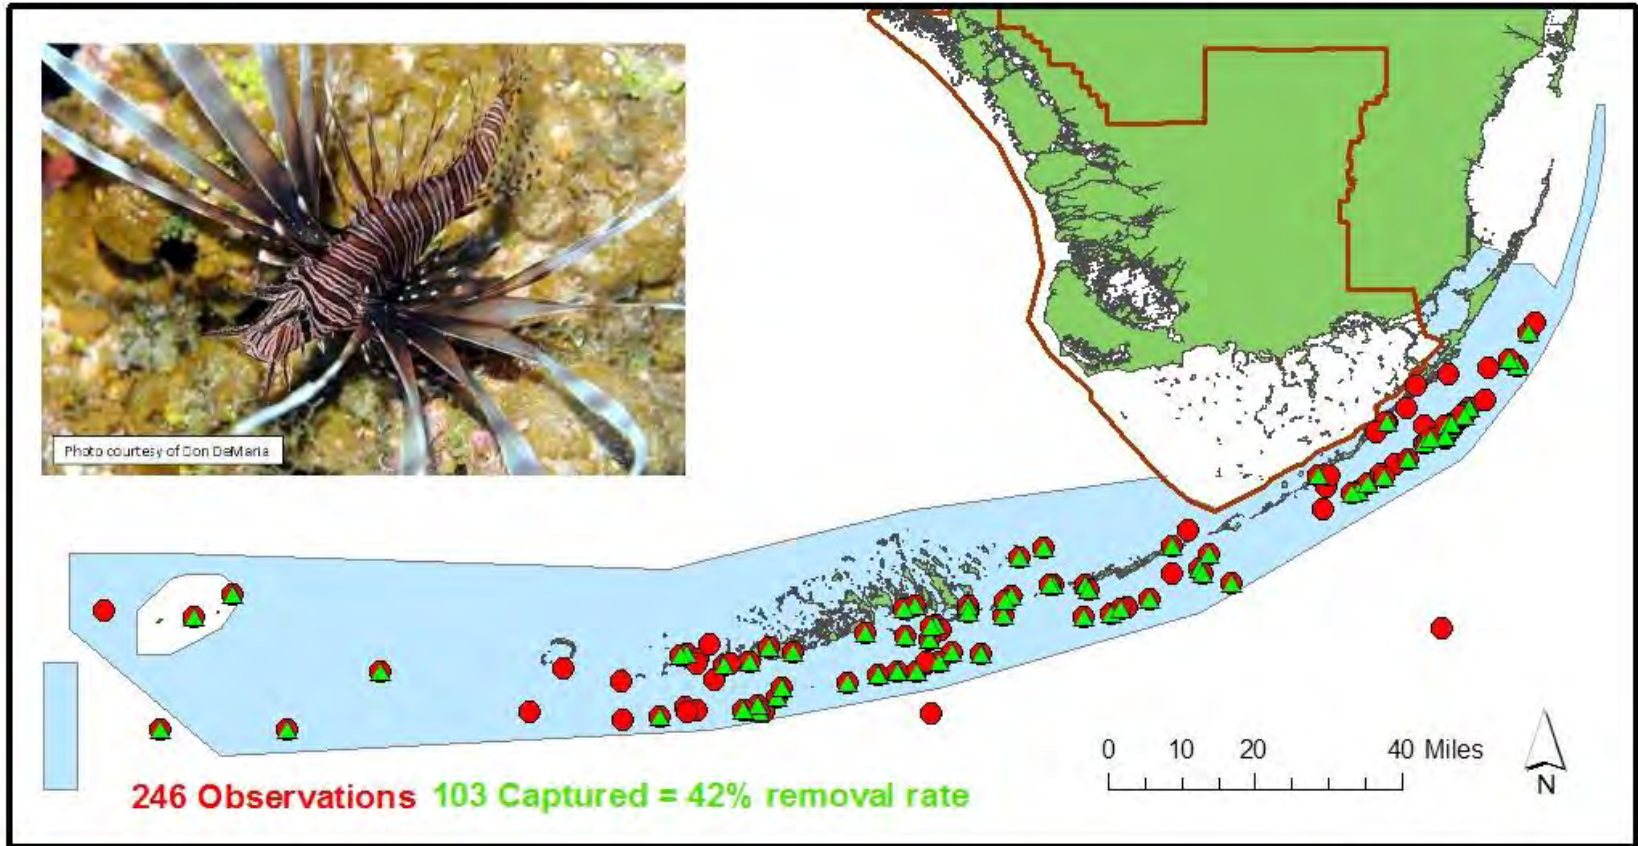 Photo courtesy of Don DeMaria
0 10 20 40 Miles
N
246 Observations 103 Captured = 42% removal rate